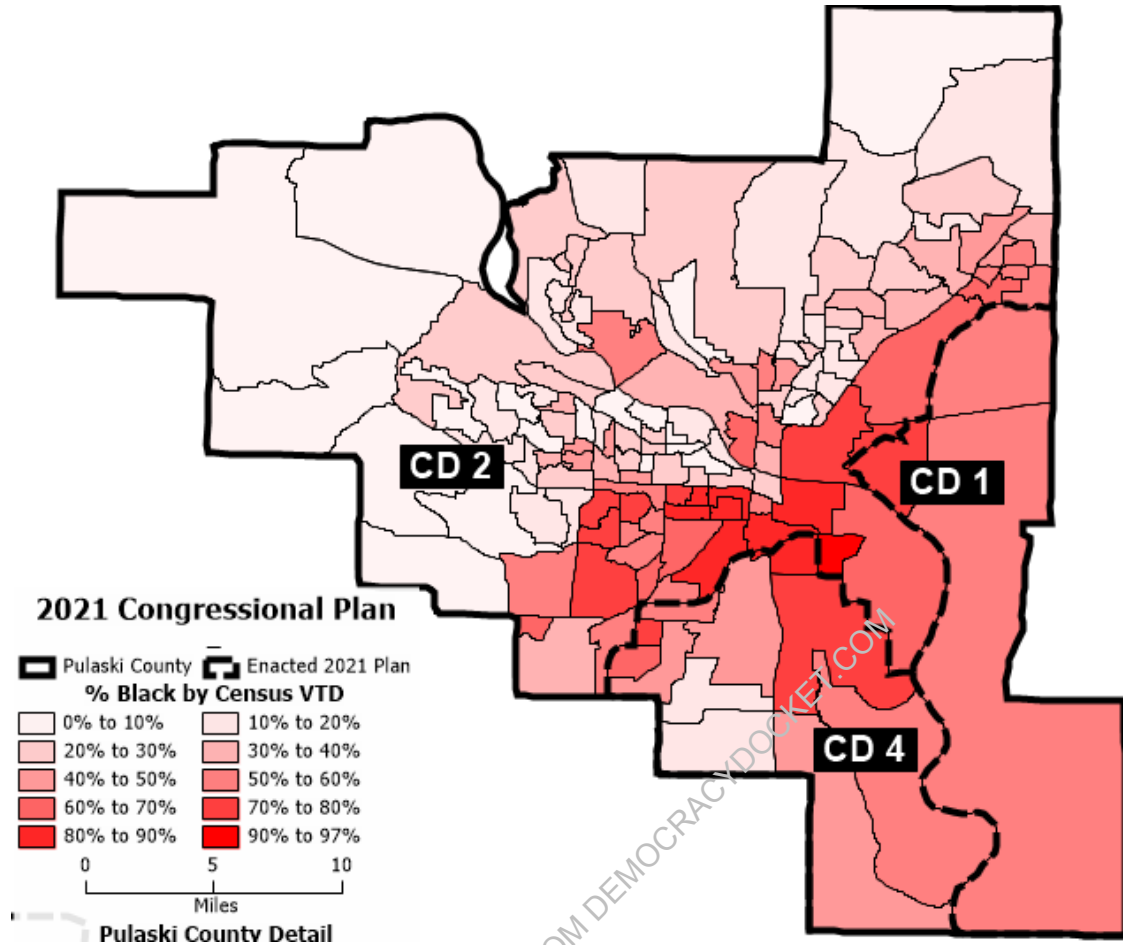 CD 2
CD 1
CD 4
2021 Congressional Plan
Pulaski County Enacted 2021 Plan
% Black by Census VTD
0% to 10% 10% to 20%
20% to 30% 30% to 40%
40% to 50% 50% to 60%
60% to 70% 70% to 80%
80% to 90% 90% to 97%
0 5 10
Miles
Pulaski County Detail
OM DEMOCRACYDOCKET.COM